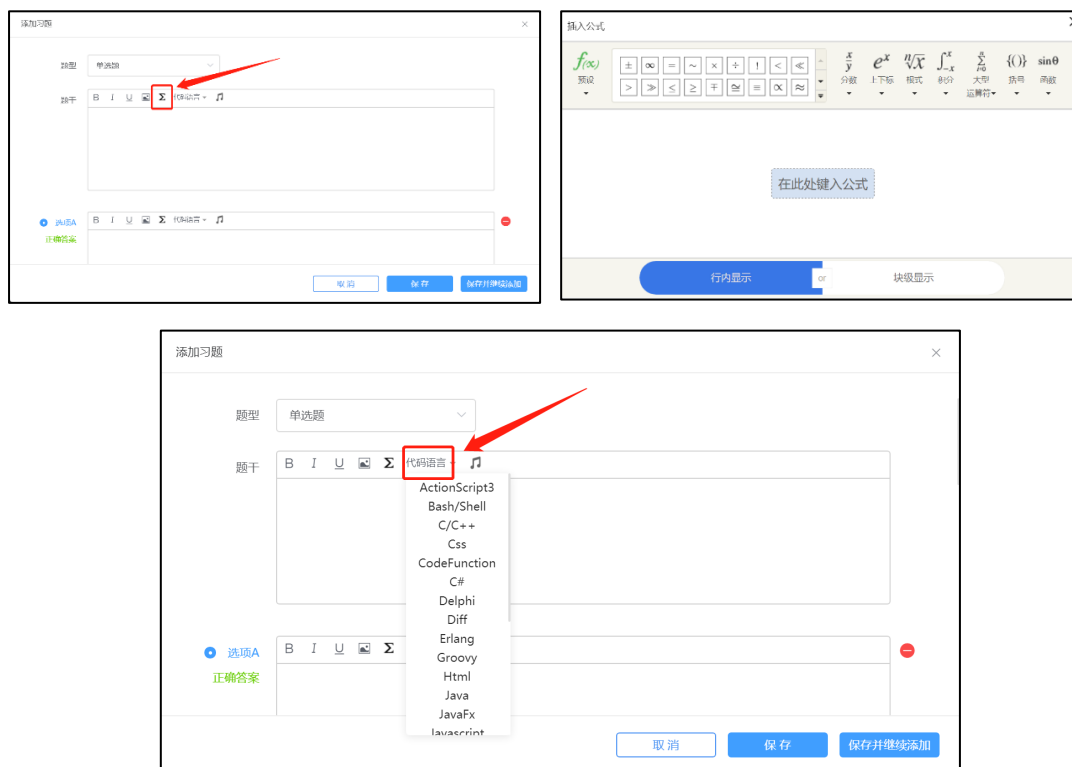 添加习题 ×
题型 单选题
题干 B I U Σ 代码语言
选项A B I U Σ 代码语言
正确答案
取消 保存 保存并继续添加
插入公式
f(x) ± ∞ = ~ × ÷ ! < ≪ x/y eˣ ⁿ√x ∫₋ₓˣ Σ {()} sinθ
预设 > ≫ ≤ ≥ ∓ ≅ ≡ ∝ ≈ 分数 上下标 根式 积分 大型 括号 函数
运算符
在此处键入公式
行内显示 or 块级显示
添加习题 ×
题型 单选题
题干 B I U Σ 代码语言
ActionScript3
Bash/Shell
C/C++
Css
CodeFunction
C#
Delphi
Diff
Erlang
Groovy
Html
Java
JavaFx
Javascript
选项A B I U Σ
正确答案
取消 保存 保存并继续添加